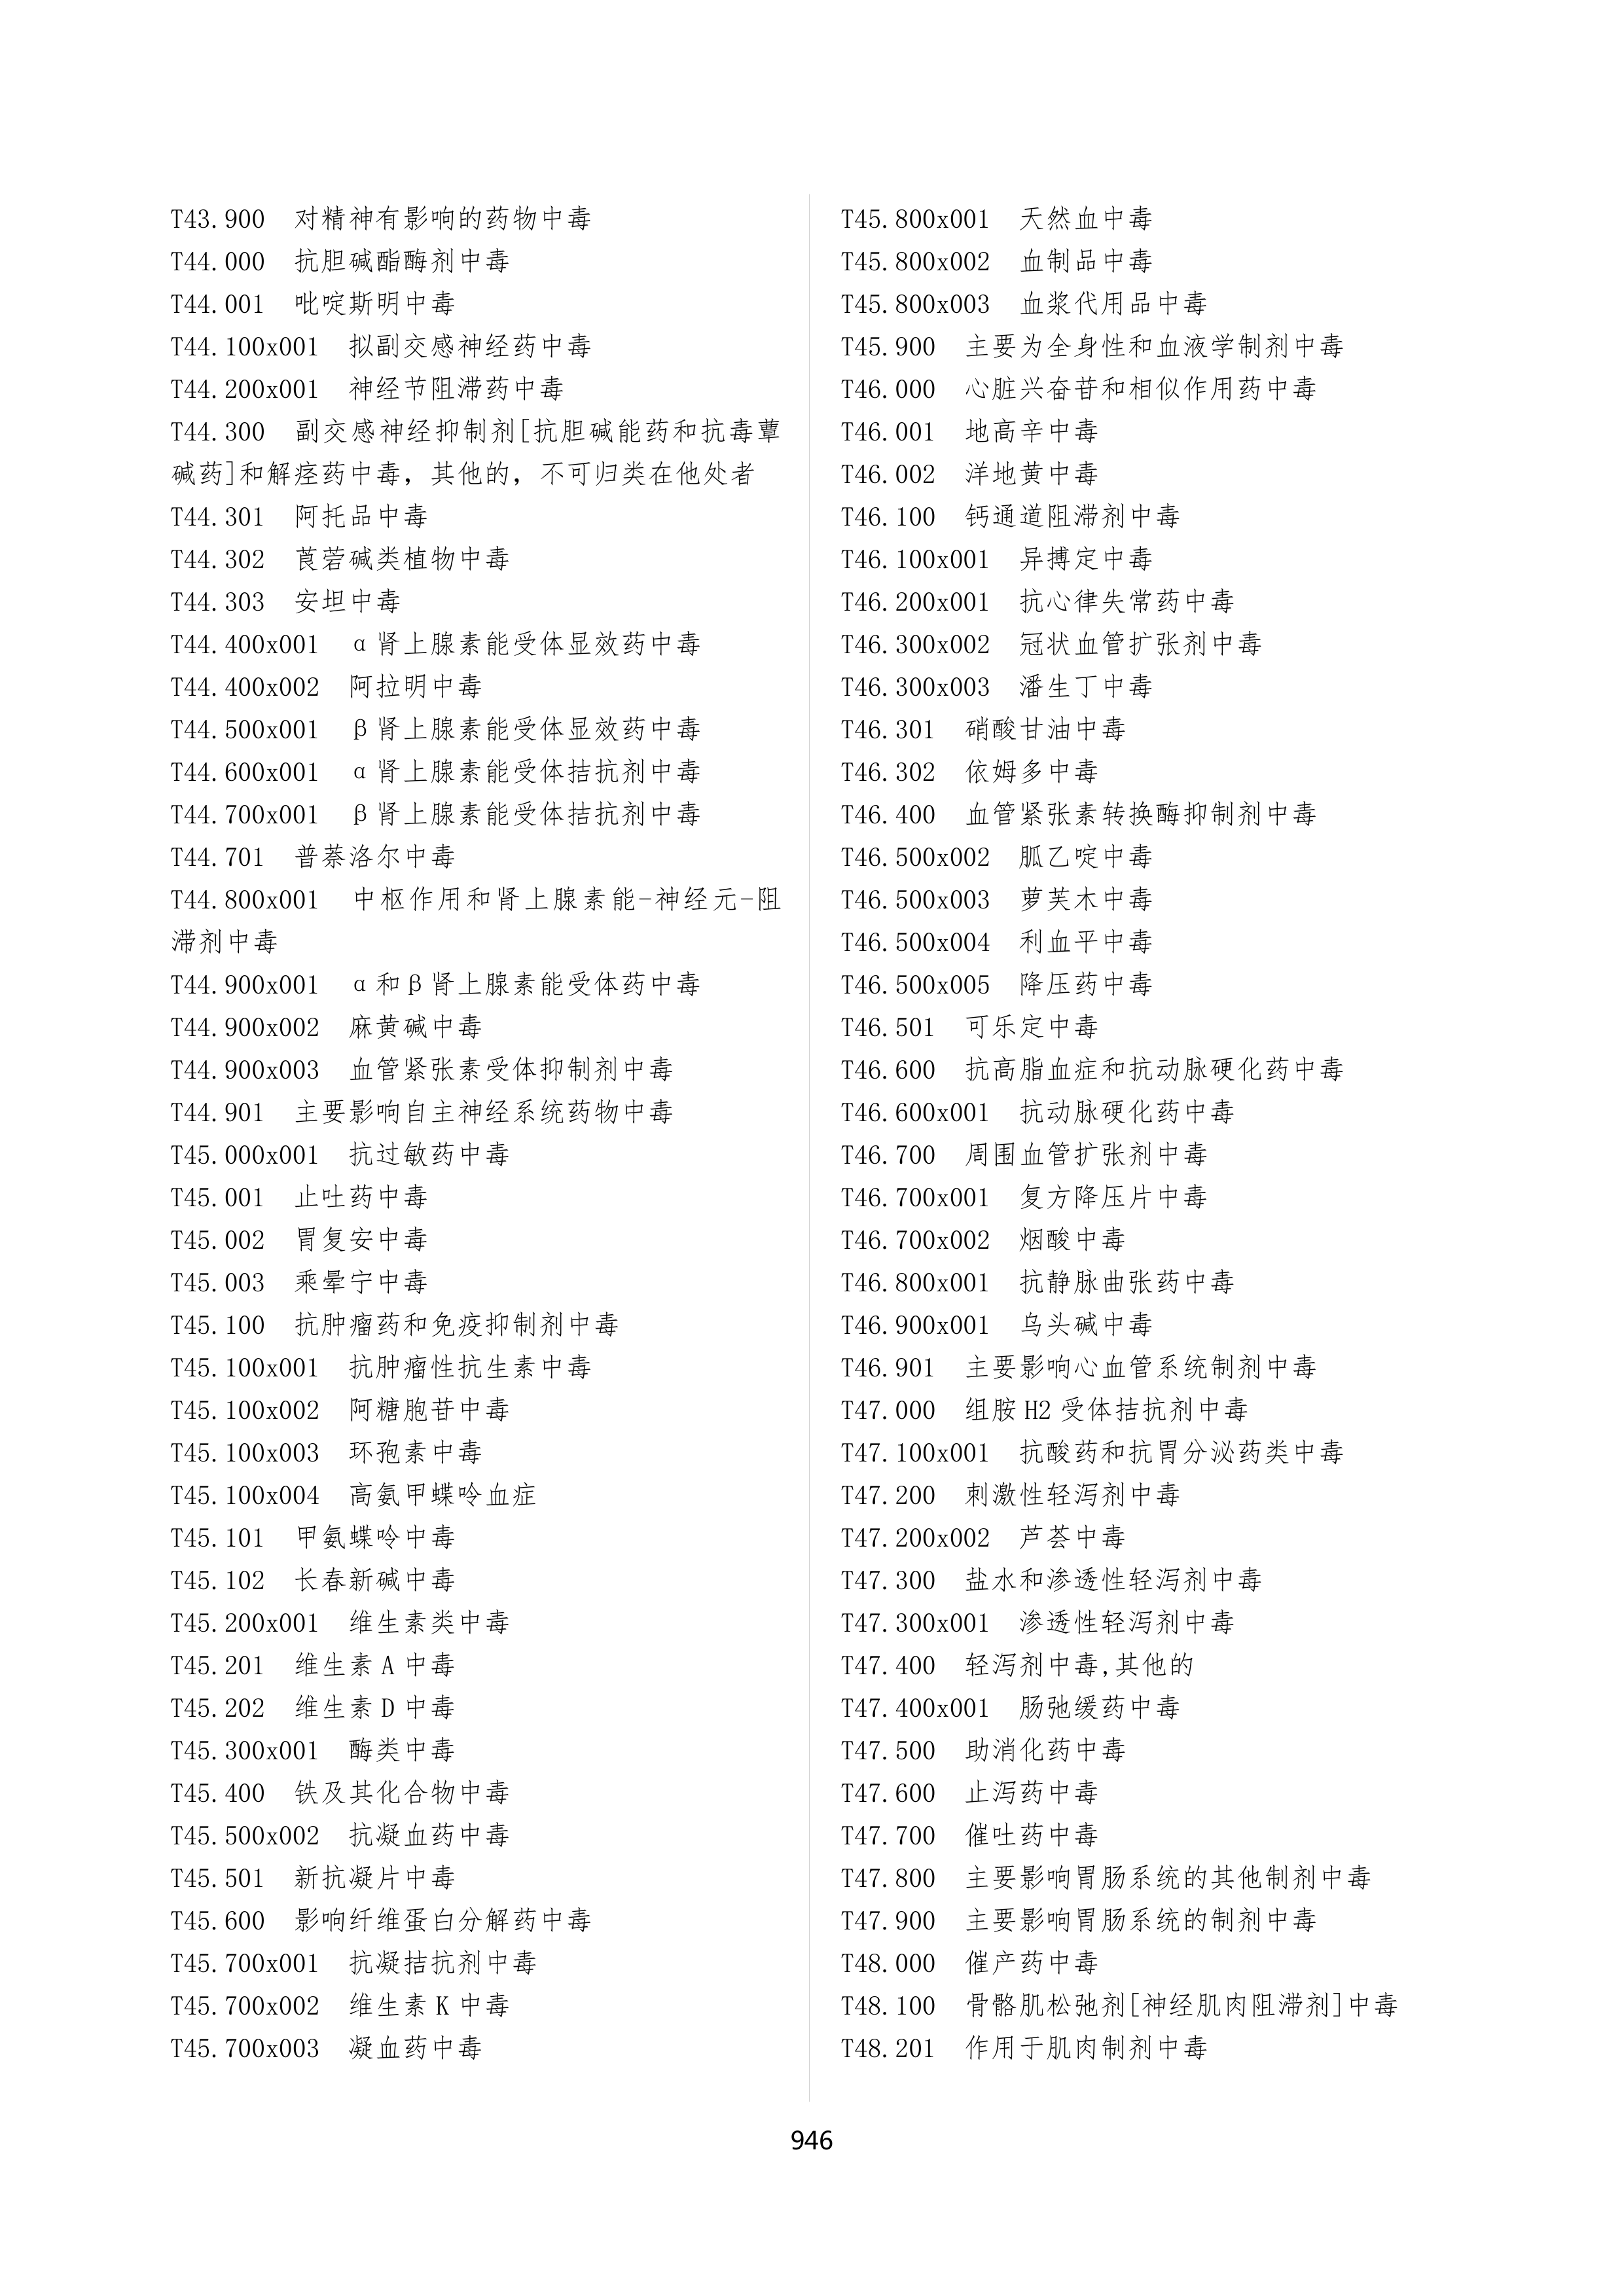 T43.900 对精神有影响的药物中毒
T44.000 抗胆碱酯酶剂中毒
T44.001 吡啶斯明中毒
T44.100x001 拟副交感神经药中毒
T44.200x001 神经节阻滞药中毒
T44.300 副交感神经抑制剂[抗胆碱能药和抗毒蕈
碱药]和解痉药中毒，其他的，不可归类在他处者
T44.301 阿托品中毒
T44.302 莨菪碱类植物中毒
T44.303 安坦中毒
T44.400x001 α肾上腺素能受体显效药中毒
T44.400x002 阿拉明中毒
T44.500x001 β肾上腺素能受体显效药中毒
T44.600x001 α肾上腺素能受体拮抗剂中毒
T44.700x001 β肾上腺素能受体拮抗剂中毒
T44.701 普萘洛尔中毒
T44.800x001 中枢作用和肾上腺素能-神经元-阻
滞剂中毒
T44.900x001 α和β肾上腺素能受体药中毒
T44.900x002 麻黄碱中毒
T44.900x003 血管紧张素受体抑制剂中毒
T44.901 主要影响自主神经系统药物中毒
T45.000x001 抗过敏药中毒
T45.001 止吐药中毒
T45.002 胃复安中毒
T45.003 乘晕宁中毒
T45.100 抗肿瘤药和免疫抑制剂中毒
T45.100x001 抗肿瘤性抗生素中毒
T45.100x002 阿糖胞苷中毒
T45.100x003 环孢素中毒
T45.100x004 高氨甲蝶呤血症
T45.101 甲氨蝶呤中毒
T45.102 长春新碱中毒
T45.200x001 维生素类中毒
T45.201 维生素 A 中毒
T45.202 维生素 D 中毒
T45.300x001 酶类中毒
T45.400 铁及其化合物中毒
T45.500x002 抗凝血药中毒
T45.501 新抗凝片中毒
T45.600 影响纤维蛋白分解药中毒
T45.700x001 抗凝拮抗剂中毒
T45.700x002 维生素 K 中毒
T45.700x003 凝血药中毒
T45.800x001 天然血中毒
T45.800x002 血制品中毒
T45.800x003 血浆代用品中毒
T45.900 主要为全身性和血液学制剂中毒
T46.000 心脏兴奋苷和相似作用药中毒
T46.001 地高辛中毒
T46.002 洋地黄中毒
T46.100 钙通道阻滞剂中毒
T46.100x001 异搏定中毒
T46.200x001 抗心律失常药中毒
T46.300x002 冠状血管扩张剂中毒
T46.300x003 潘生丁中毒
T46.301 硝酸甘油中毒
T46.302 依姆多中毒
T46.400 血管紧张素转换酶抑制剂中毒
T46.500x002 胍乙啶中毒
T46.500x003 萝芙木中毒
T46.500x004 利血平中毒
T46.500x005 降压药中毒
T46.501 可乐定中毒
T46.600 抗高脂血症和抗动脉硬化药中毒
T46.600x001 抗动脉硬化药中毒
T46.700 周围血管扩张剂中毒
T46.700x001 复方降压片中毒
T46.700x002 烟酸中毒
T46.800x001 抗静脉曲张药中毒
T46.900x001 乌头碱中毒
T46.901 主要影响心血管系统制剂中毒
T47.000 组胺 H2 受体拮抗剂中毒
T47.100x001 抗酸药和抗胃分泌药类中毒
T47.200 刺激性轻泻剂中毒
T47.200x002 芦荟中毒
T47.300 盐水和渗透性轻泻剂中毒
T47.300x001 渗透性轻泻剂中毒
T47.400 轻泻剂中毒,其他的
T47.400x001 肠弛缓药中毒
T47.500 助消化药中毒
T47.600 止泻药中毒
T47.700 催吐药中毒
T47.800 主要影响胃肠系统的其他制剂中毒
T47.900 主要影响胃肠系统的制剂中毒
T48.000 催产药中毒
T48.100 骨骼肌松弛剂[神经肌肉阻滞剂]中毒
T48.201 作用于肌肉制剂中毒
946